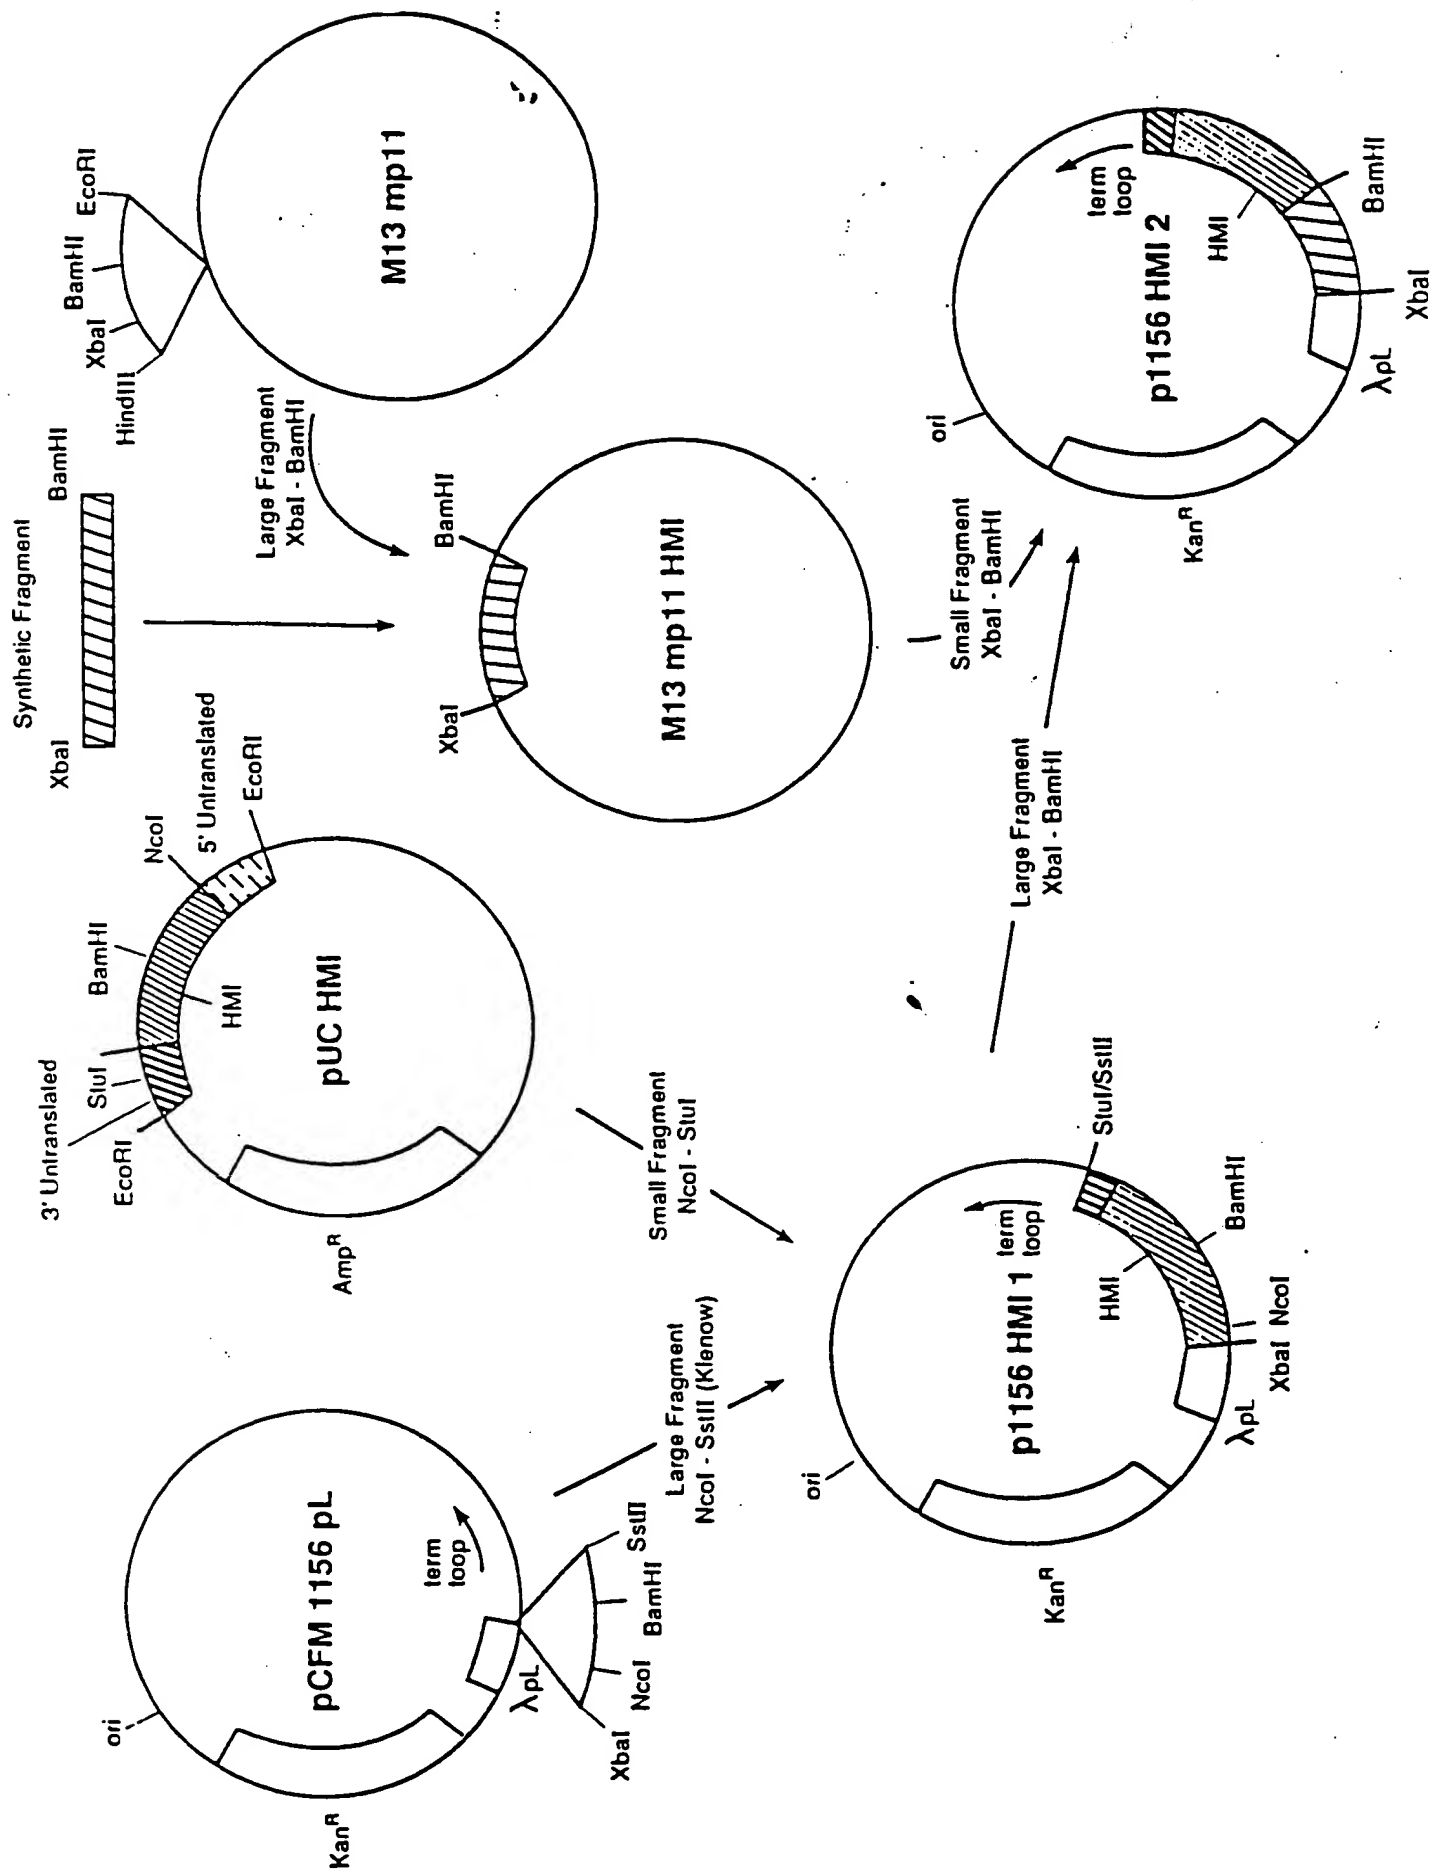 Synthetic Fragment
XbaI
BamHI
HindIII
XbaI
BamHI
EcoRI
M13 mp11
Large Fragment
XbaI - BamHI
3' Untranslated
EcoRI
StuI
BamHI
NcoI
5' Untranslated
EcoRI
HMI
pUC HMI
Amp^R
ori
pCFM 1156 pL
Kan^R
term
loop
λpL
XbaI
NcoI
BamHI
SstII
XbaI
BamHI
M13 mp11 HMI
Large Fragment
NcoI - SstII (Klenow)
Small Fragment
NcoI - StuI
Small Fragment
XbaI - BamHI
Large Fragment
XbaI - BamHI
ori
p1156 HMI 1
term
loop
StuI/SstII
HMI
BamHI
Kan^R
λpL
XbaI
NcoI
ori
p1156 HMI 2
term
loop
HMI
BamHI
Kan^R
λpL
XbaI